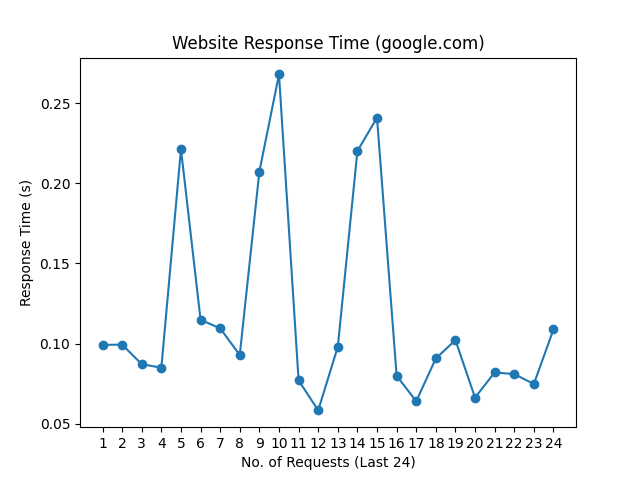 Website Response Time (google.com)
0.25
0.20
0.15
0.10
0.05
Response Time (s)
1 2 3 4 5 6 7 8 9 10 11 12 13 14 15 16 17 18 19 20 21 22 23 24
No. of Requests (Last 24)